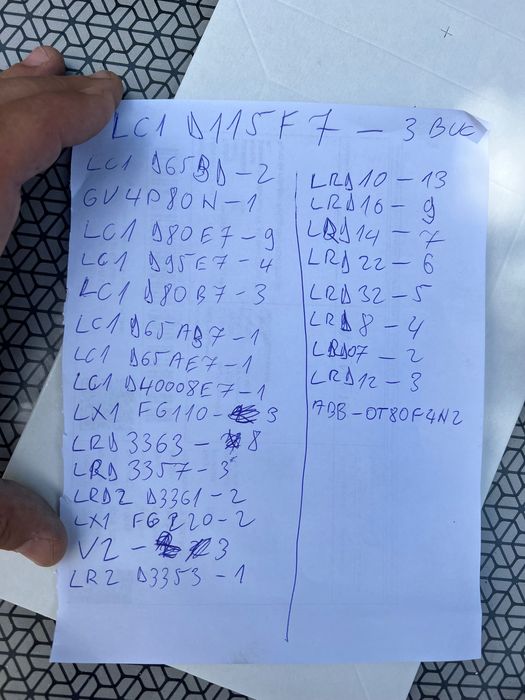 LC1 D115F7 - 3 BUC
LC1 D65BD - 2
GV4P80N - 1
LC1 D80E7 - 9
LC1 D95E7 - 4
LC1 D80B7 - 3
LC1 D65AB7 - 1
LC1 D65AE7 - 1
LC1 D40008E7 - 1
LX1 FG110 - 3
LRD 3363 - 8
LRD 3357 - 3
LRD2 D3361 - 2
LX1 FG220 - 2
V2 - 3
LR2 D3353 - 1
LRD10 - 13
LRD16 - 9
LRD14 - 7
LRD22 - 6
LRD32 - 5
LRD8 - 4
LRD07 - 2
LRD12 - 3
ABB - OT80F4N2